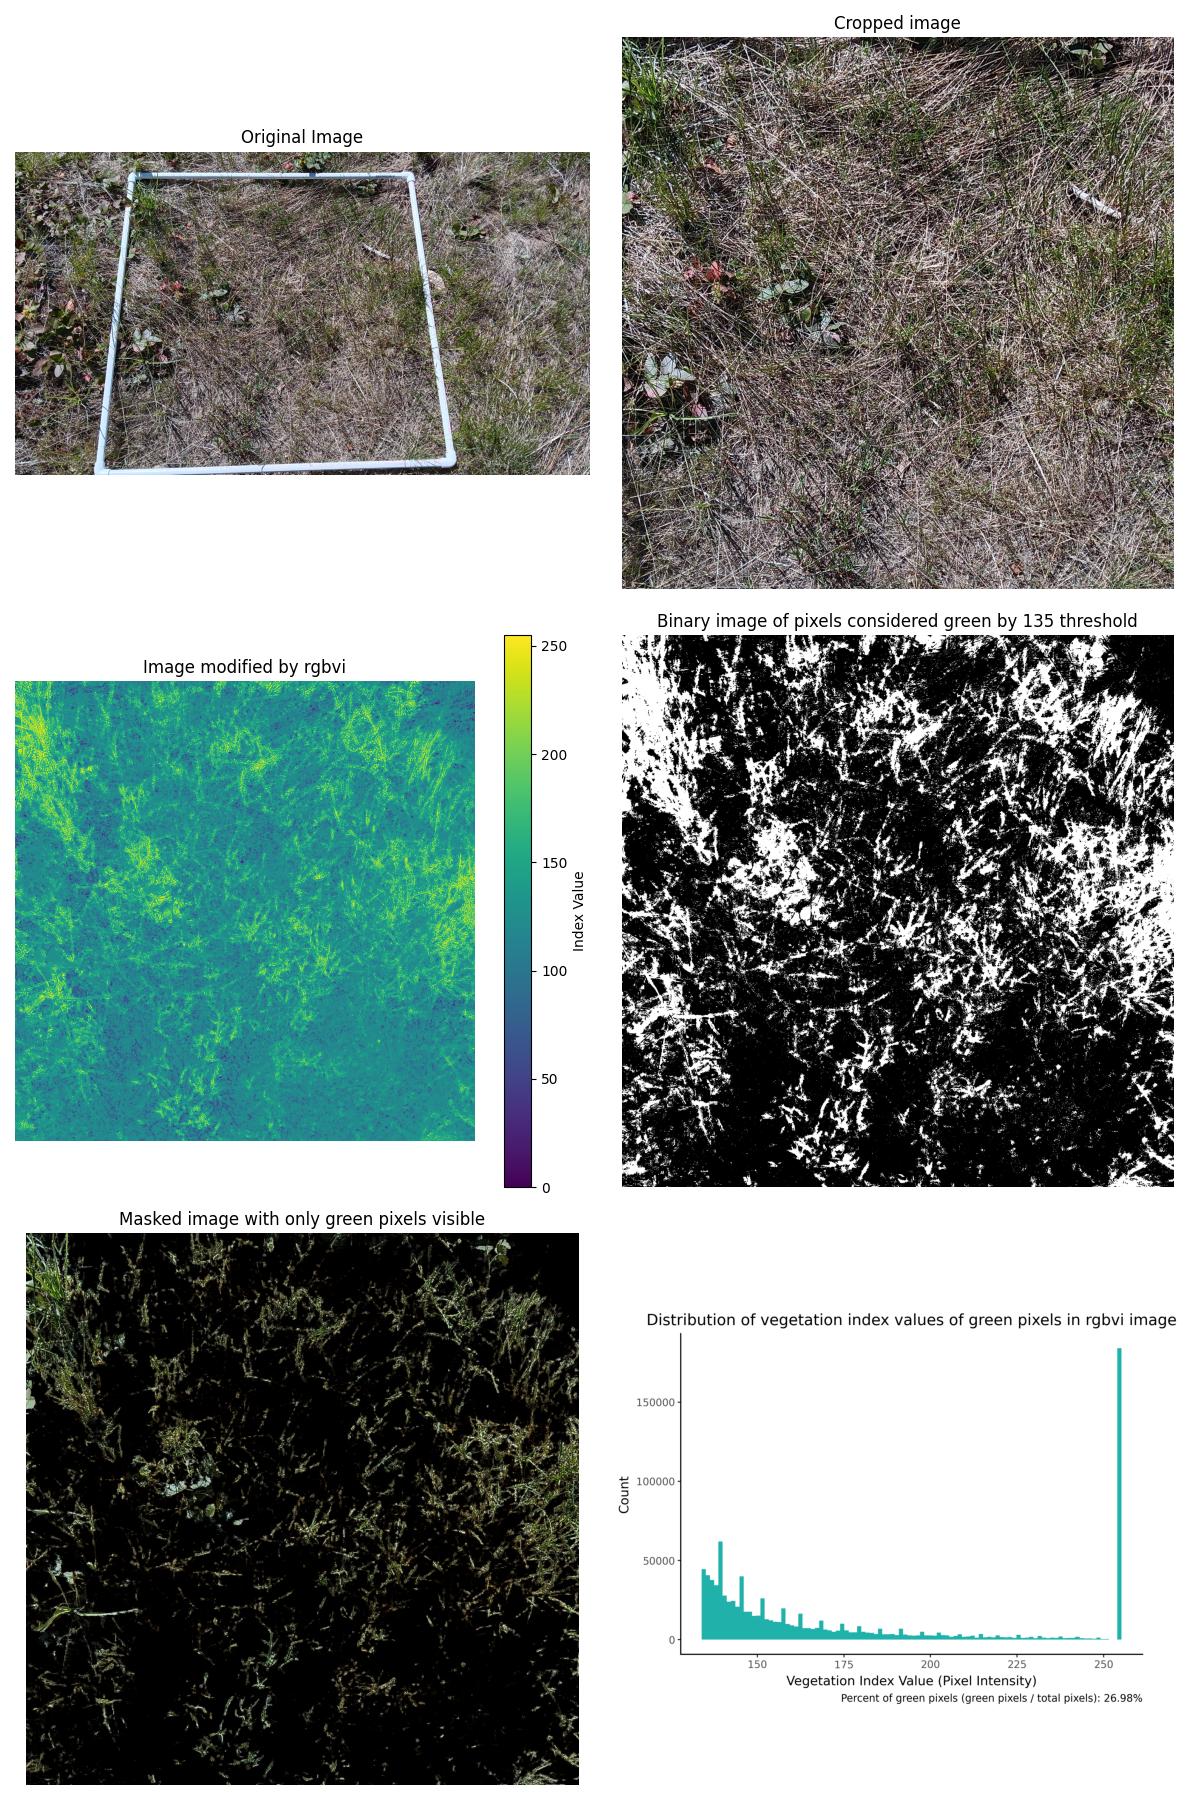 Original Image
Cropped image
Image modified by rgbvi
250
200
150
100
50
0
Index Value
Binary image of pixels considered green by 135 threshold
Masked image with only green pixels visible
Distribution of vegetation index values of green pixels in rgbvi image
150000
100000
50000
0
Count
150 175 200 225 250
Vegetation Index Value (Pixel Intensity)
Percent of green pixels (green pixels / total pixels): 26.98%